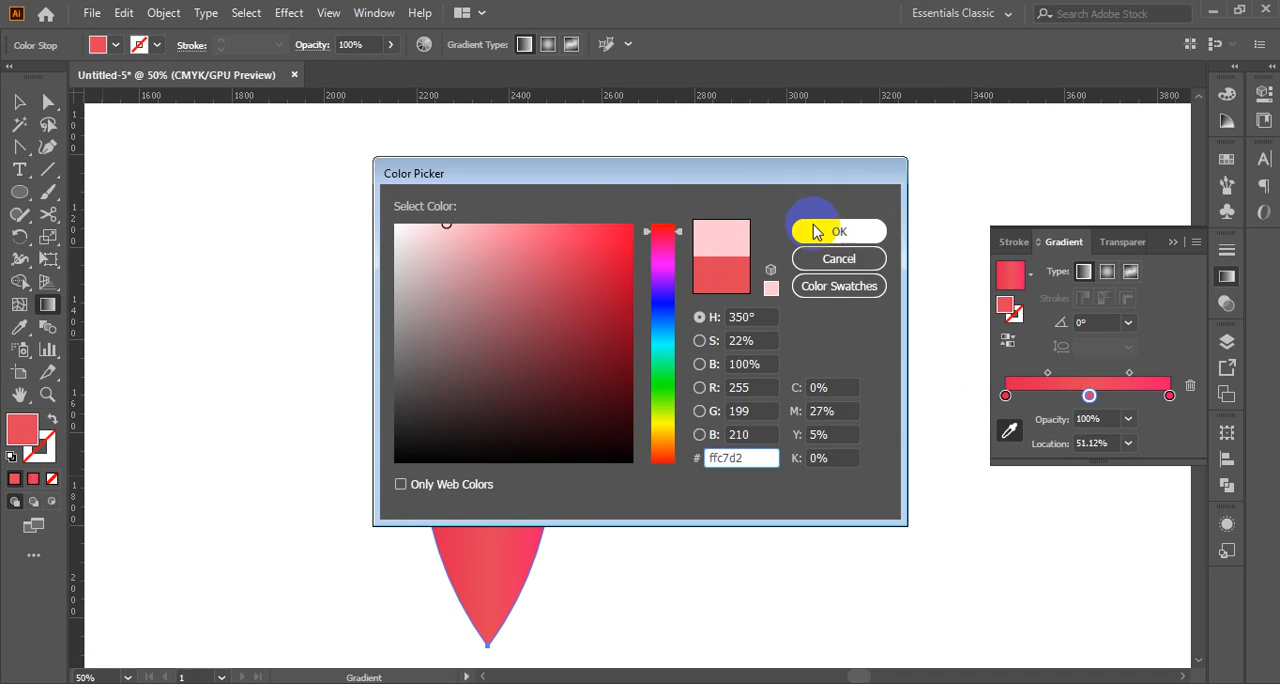 Ai File Edit Object Type Select Effect View Window Help Essentials Classic Search Adobe Stock
Color Stop Stroke: Opacity: 100% Gradient Type:
Untitled-5* @ 50% (CMYK/GPU Preview) ×
1600 1800 2000 2200 2400 2600 2800 3000 3200 3400 3600 3800
Color Picker
Select Color:
OK
Cancel
Color Swatches
H: 350°
S: 22%
B: 100%
R: 255 C: 0%
G: 199 M: 27%
B: 210 Y: 5%
# ffc7d2 K: 0%
Only Web Colors
Stroke Gradient Transparer
Type:
Stroke:
0°
Opacity: 100%
Location: 51.12%
50% 1 Gradient